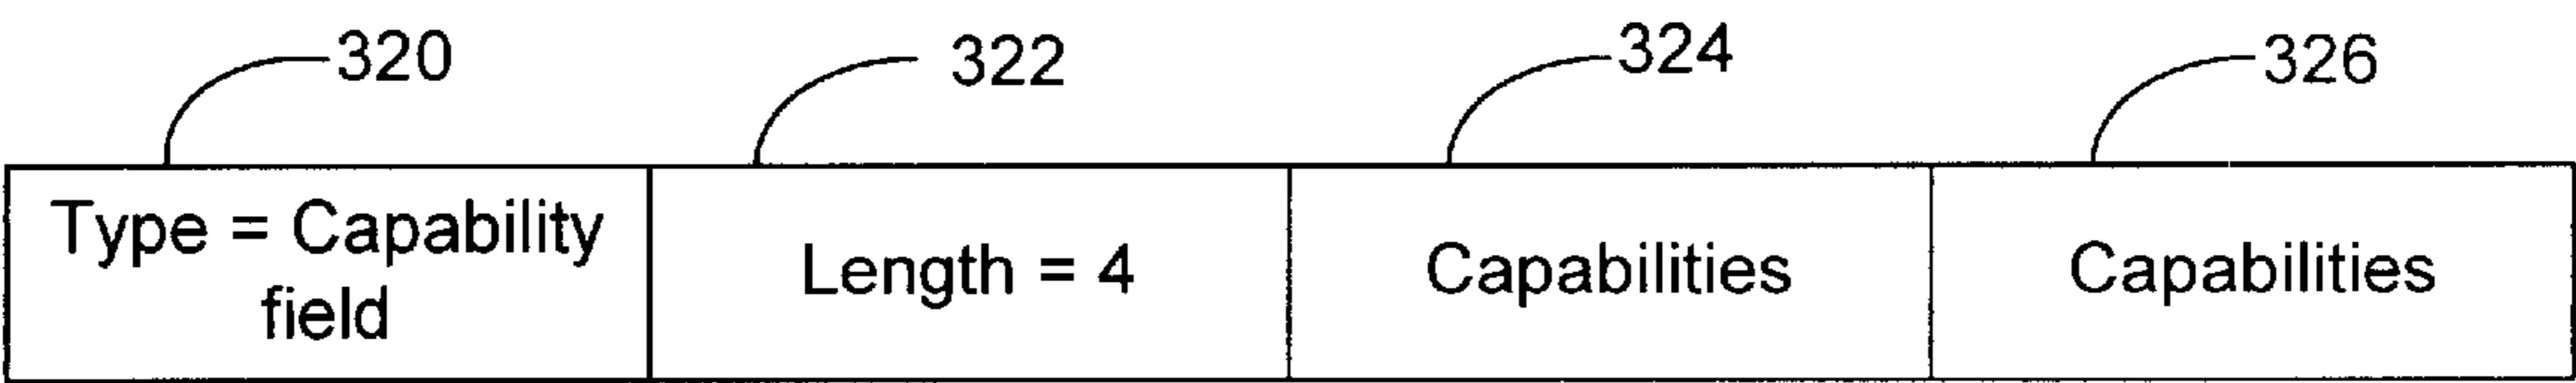 320
322
324
326
Type = Capability
field
Length = 4
Capabilities
Capabilities